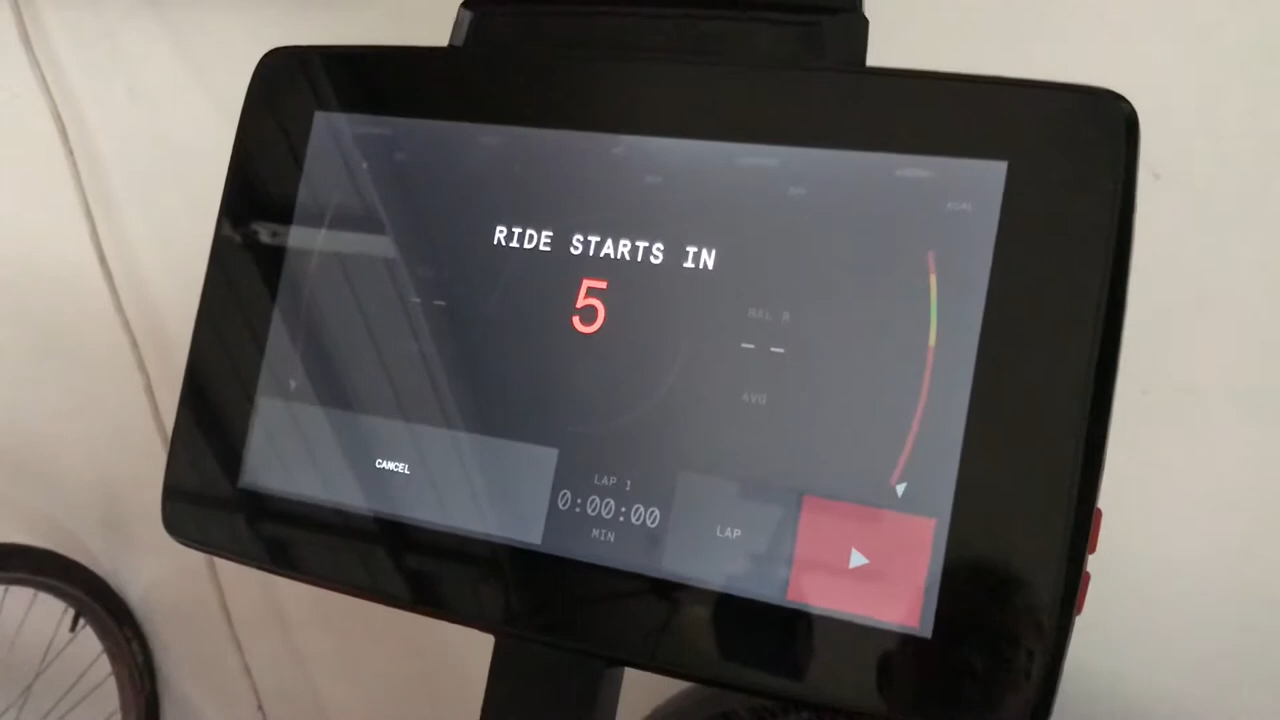 RIDE STARTS IN
5
-- 
-- 
AVG
CANCEL
LAP 1
0:00:00
MIN
LAP